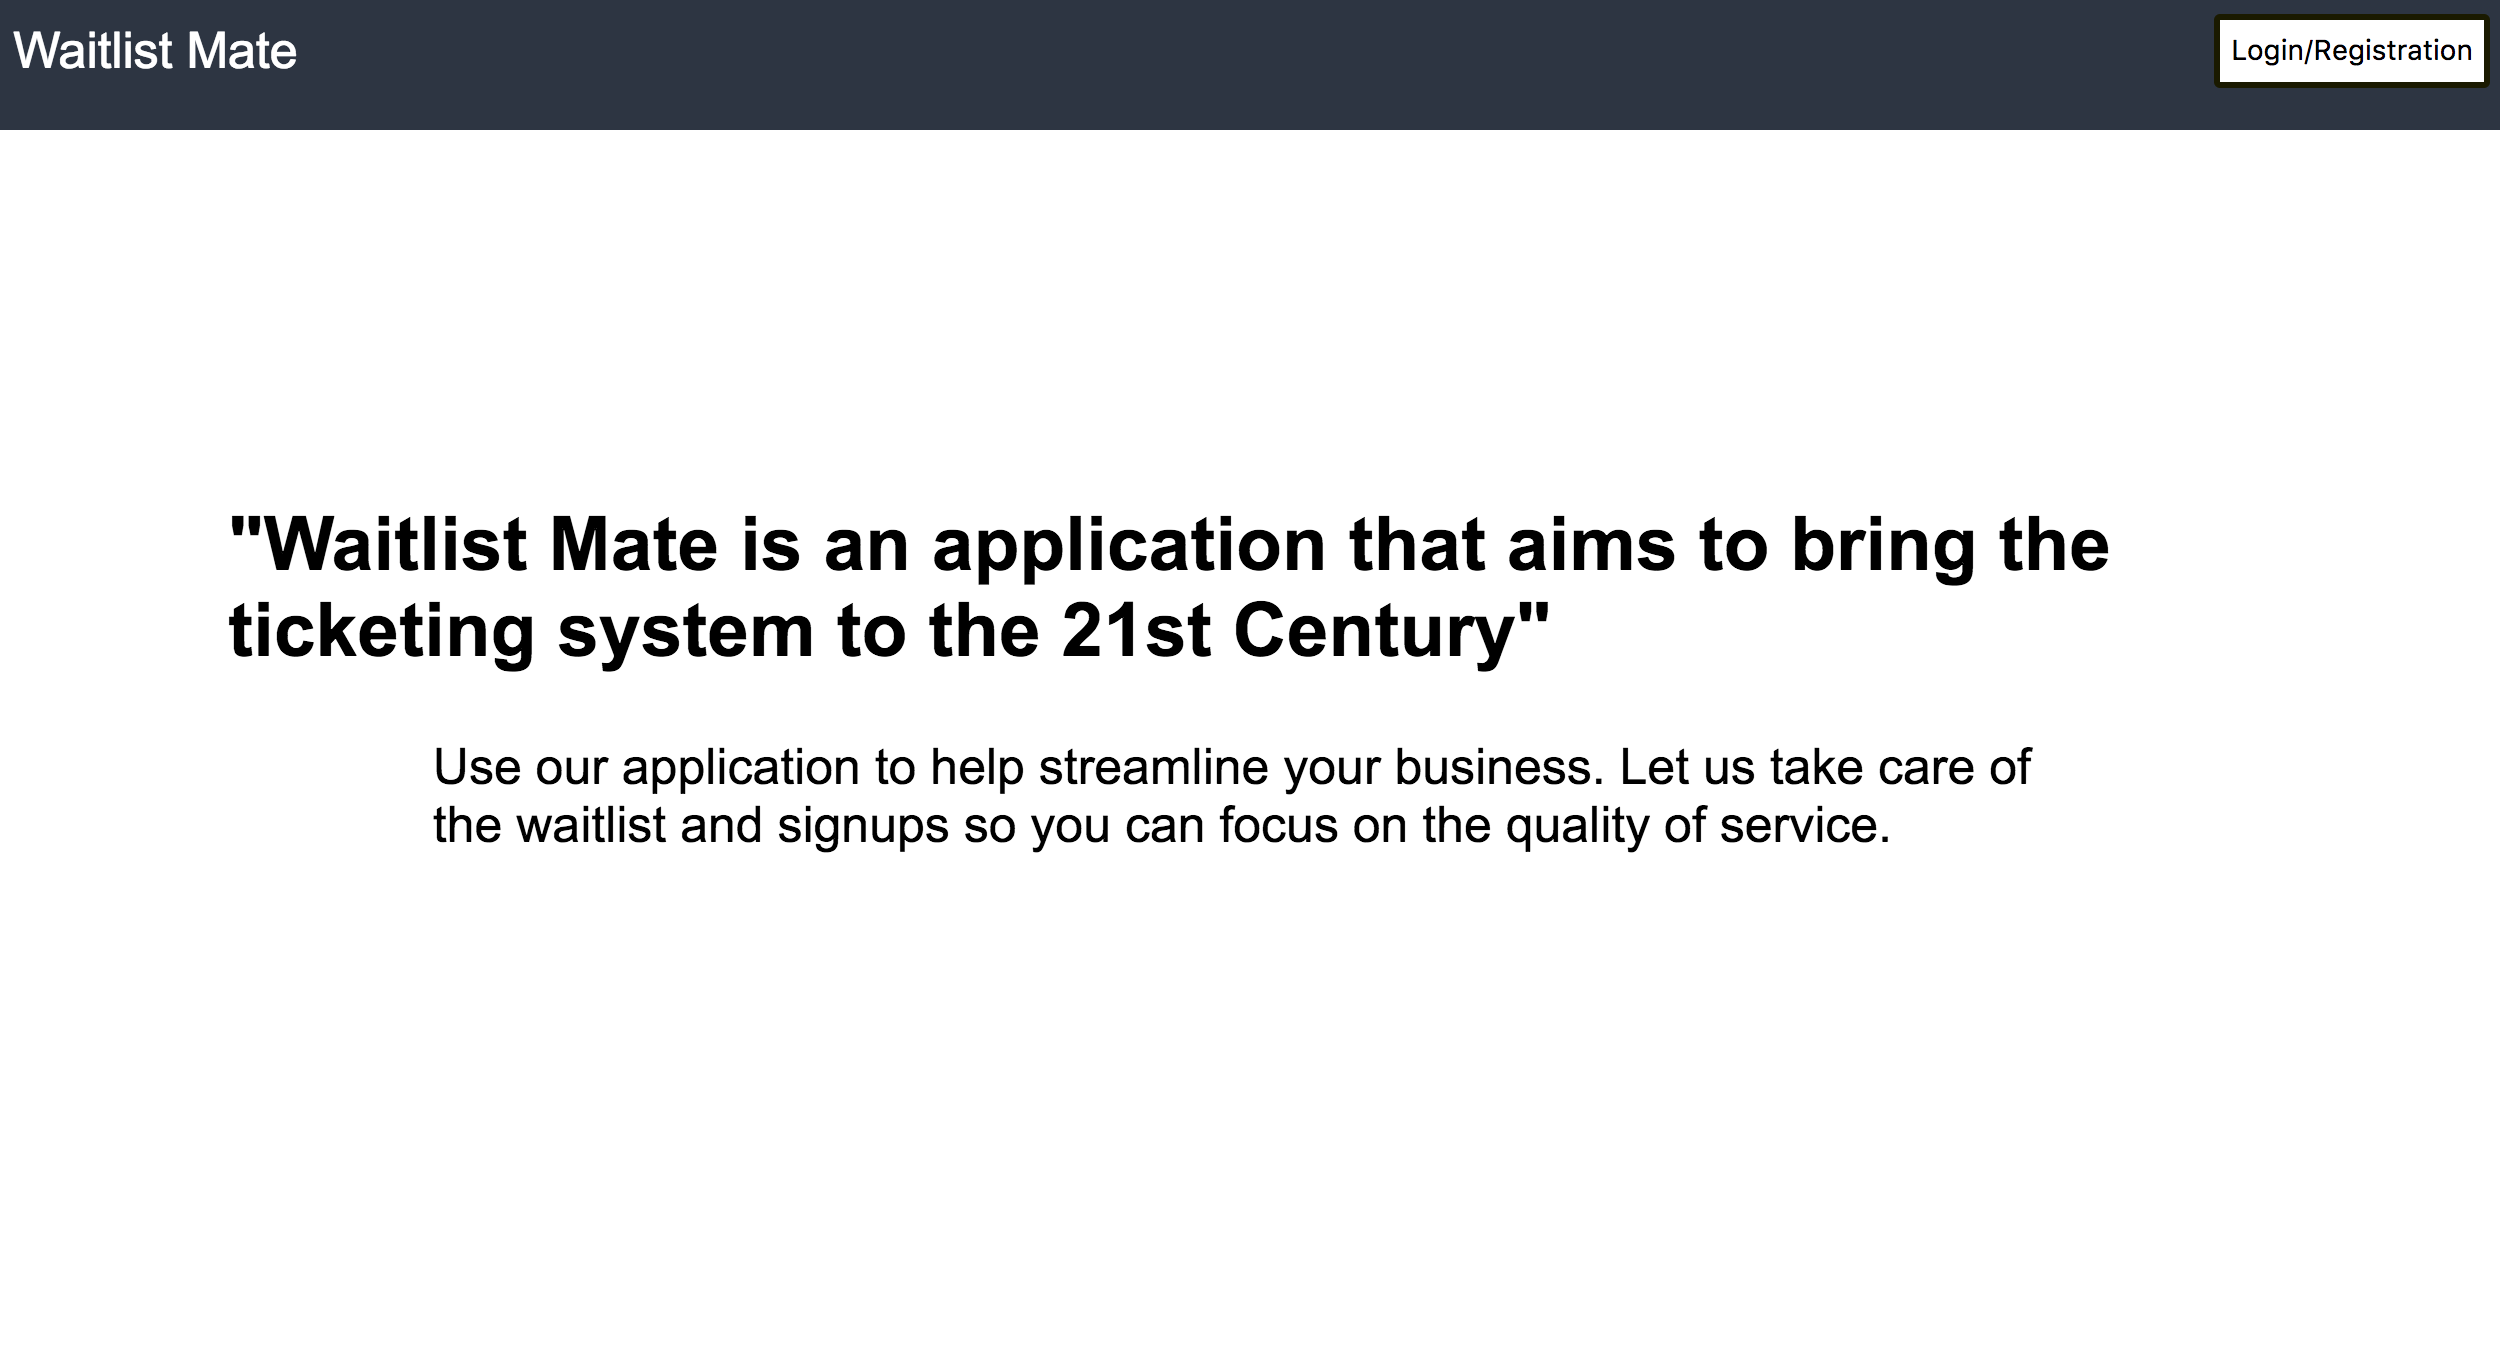 Waitlist Mate
Login/Registration
"Waitlist Mate is an application that aims to bring the
ticketing system to the 21st Century"
Use our application to help streamline your business. Let us take care of
the waitlist and signups so you can focus on the quality of service.